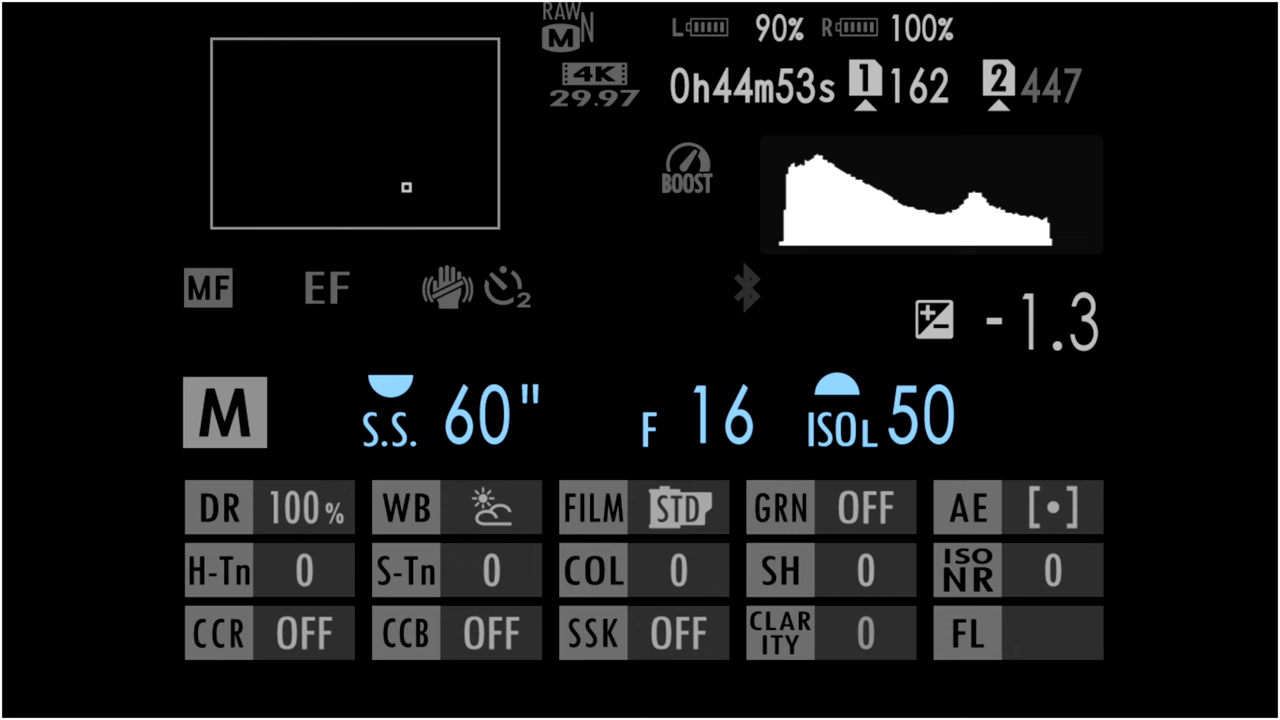 RAW
M N
L 90% R 100%
4K
29.97
0h44m53s 1 162 2 447
BOOST
MF EF 2
-1.3
M S.S. 60" F 16 ISO L 50
DR 100% WB FILM STD GRN OFF AE
H-Tn 0 S-Tn 0 COL 0 SH 0 ISO NR 0
CCR OFF CCB OFF SSK OFF CLARITY 0 FL